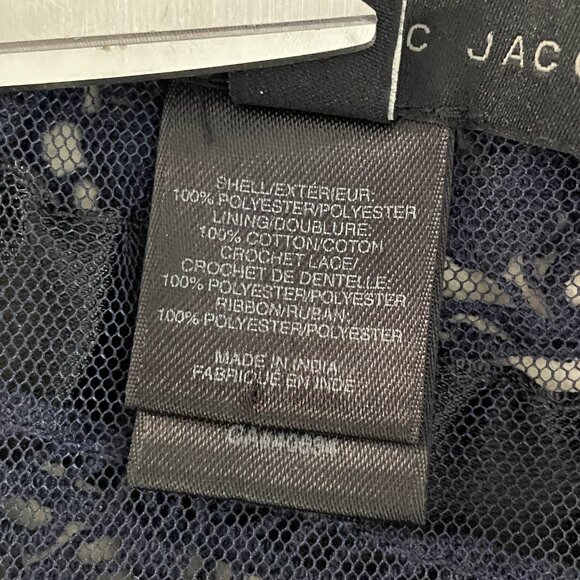 C JACO
SHELL/EXTÉRIEUR:
100% POLYESTER/POLYESTER
LINING/DOUBLURE:
100% COTTON/COTON
CROCHET LACE/
CROCHET DE DENTELLE:
100% POLYESTER/POLYESTER
RIBBON/RUBAN:
100% POLYESTER/POLYESTER
MADE IN INDIA
FABRIQUE EN INDE